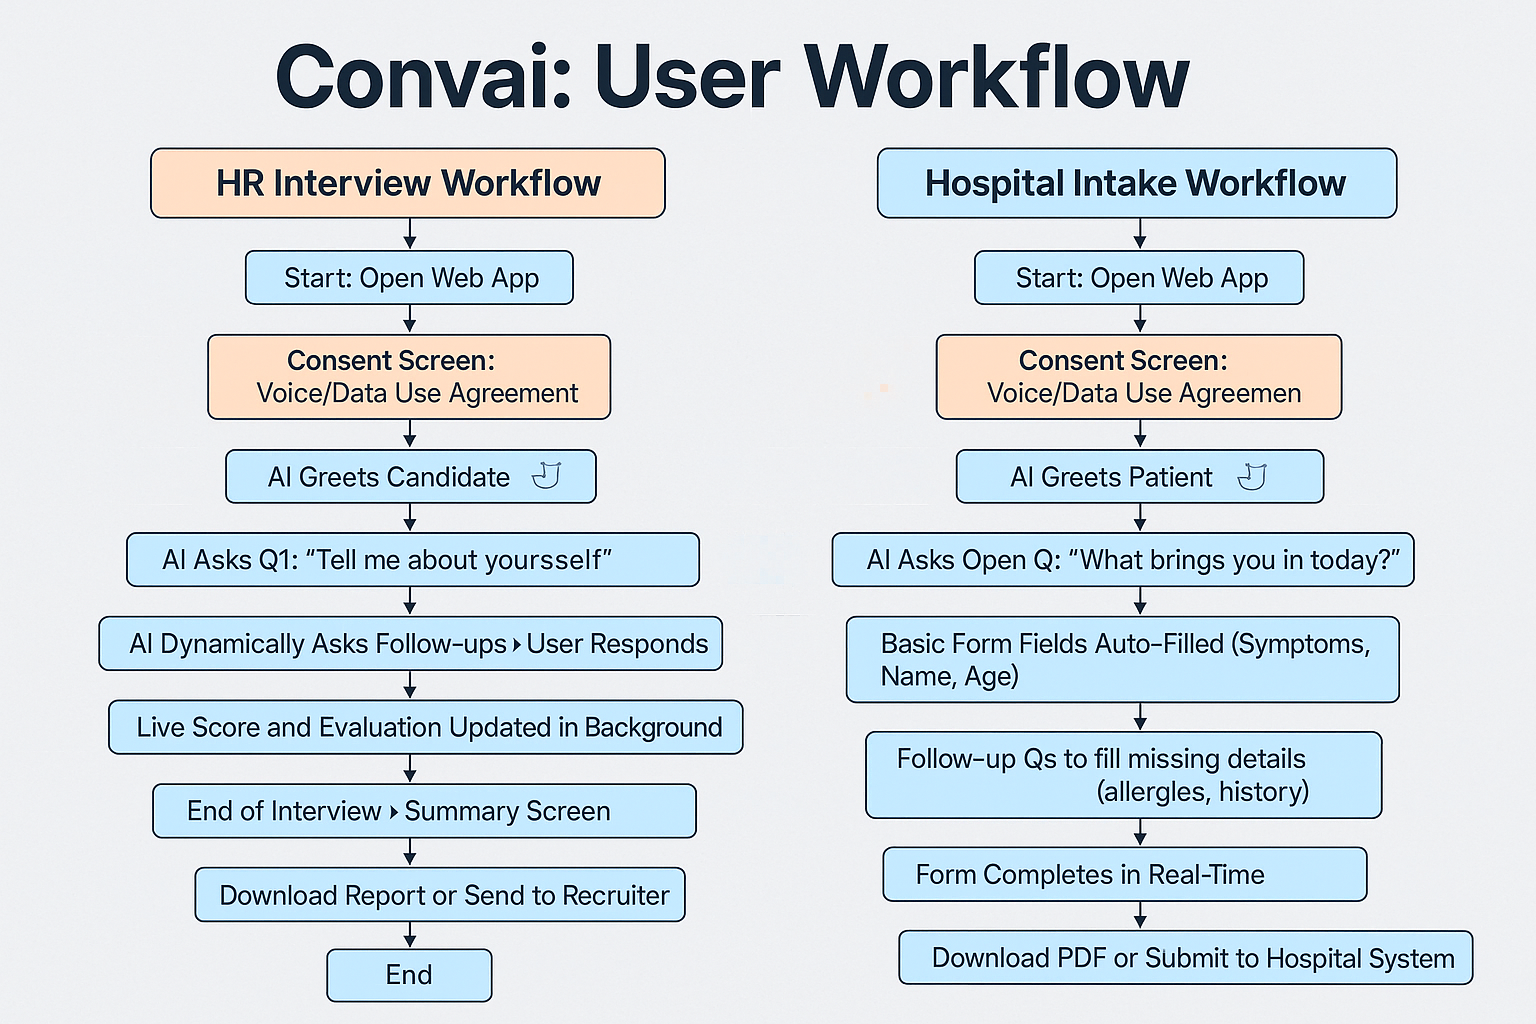 Convai: User Workflow
HR Interview Workflow
Start: Open Web App
Consent Screen:
Voice/Data Use Agreement
AI Greets Candidate
AI Asks Q1: “Tell me about yoursself”
AI Dynamically Asks Follow-ups ▸ User Responds
Live Score and Evaluation Updated in Background
End of Interview ▸ Summary Screen
Download Report or Send to Recruiter
End
Hospital Intake Workflow
Start: Open Web App
Consent Screen:
Voice/Data Use Agreemen
AI Greets Patient
AI Asks Open Q: “What brings you in today?”
Basic Form Fields Auto-Filled (Symptoms,
Name, Age)
Follow-up Qs to fill missing details
(allergles, history)
Form Completes in Real-Time
Download PDF or Submit to Hospital System